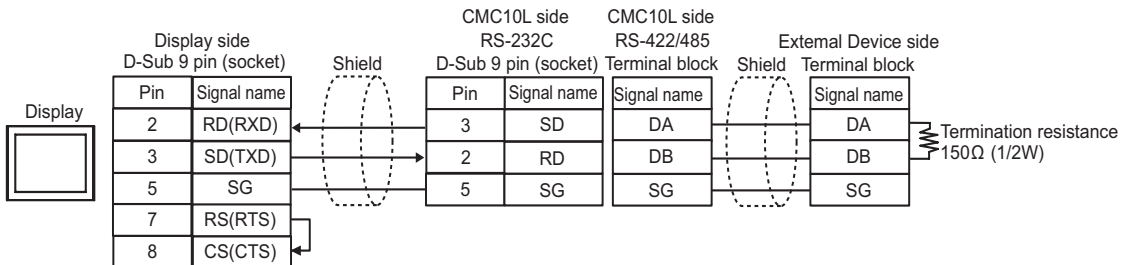 Display
Display side
D-Sub 9 pin (socket)
Pin Signal name
2 RD(RXD)
3 SD(TXD)
5 SG
7 RS(RTS)
8 CS(CTS)
Shield
CMC10L side
RS-232C
D-Sub 9 pin (socket)
Pin Signal name
3 SD
2 RD
5 SG
CMC10L side
RS-422/485
Terminal block
Signal name
DA
DB
SG
Shield
External Device side
Terminal block
Signal name
DA
DB
SG
Termination resistance
150Ω (1/2W)